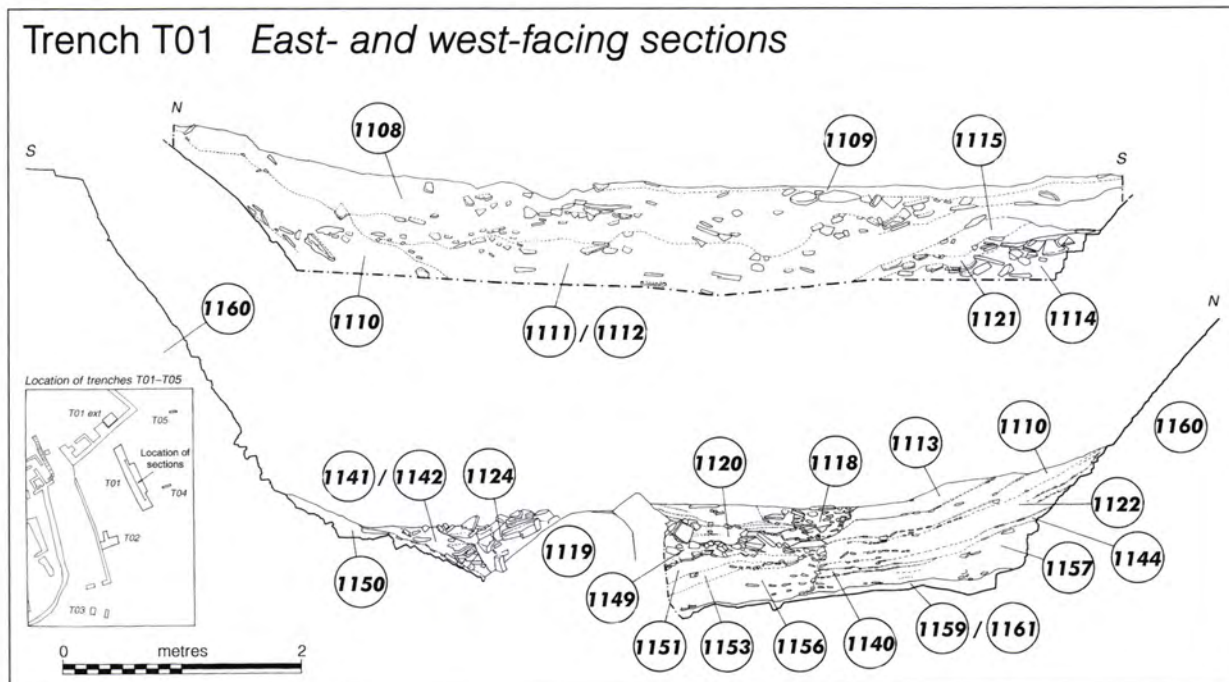 Trench T01 East- and west-facing sections
N
1108
1109
1115
S
S
1160
1110
1111 / 1112
1121
1114
N
Location of trenches T01–T05
T01 ext
T05
Location of
sections
T01
T04
T02
T03
1141 / 1142
1124
1120
1118
1113
1110
1160
1122
1119
1144
1150
1149
1157
1151
1153
1156
1140
1159 / 1161
0 metres 2